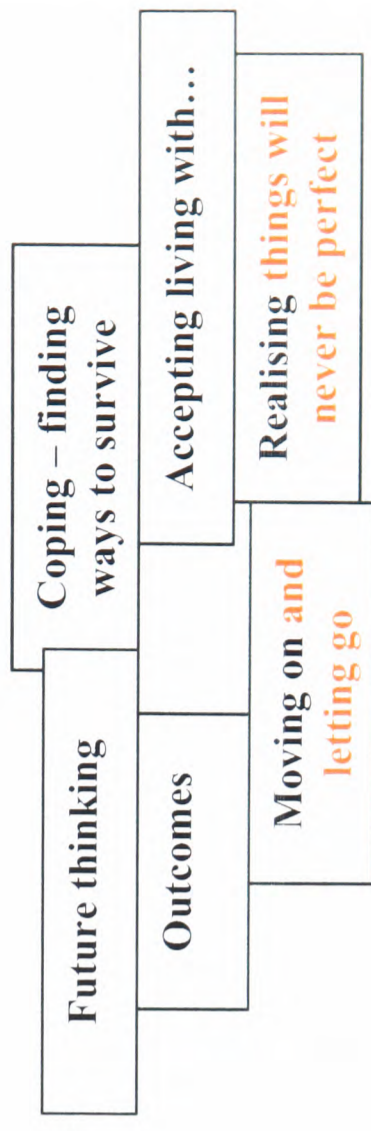 Coping – finding
ways to survive
Future thinking
Accepting living with…
Outcomes
Realising things will
never be perfect
Moving on and
letting go